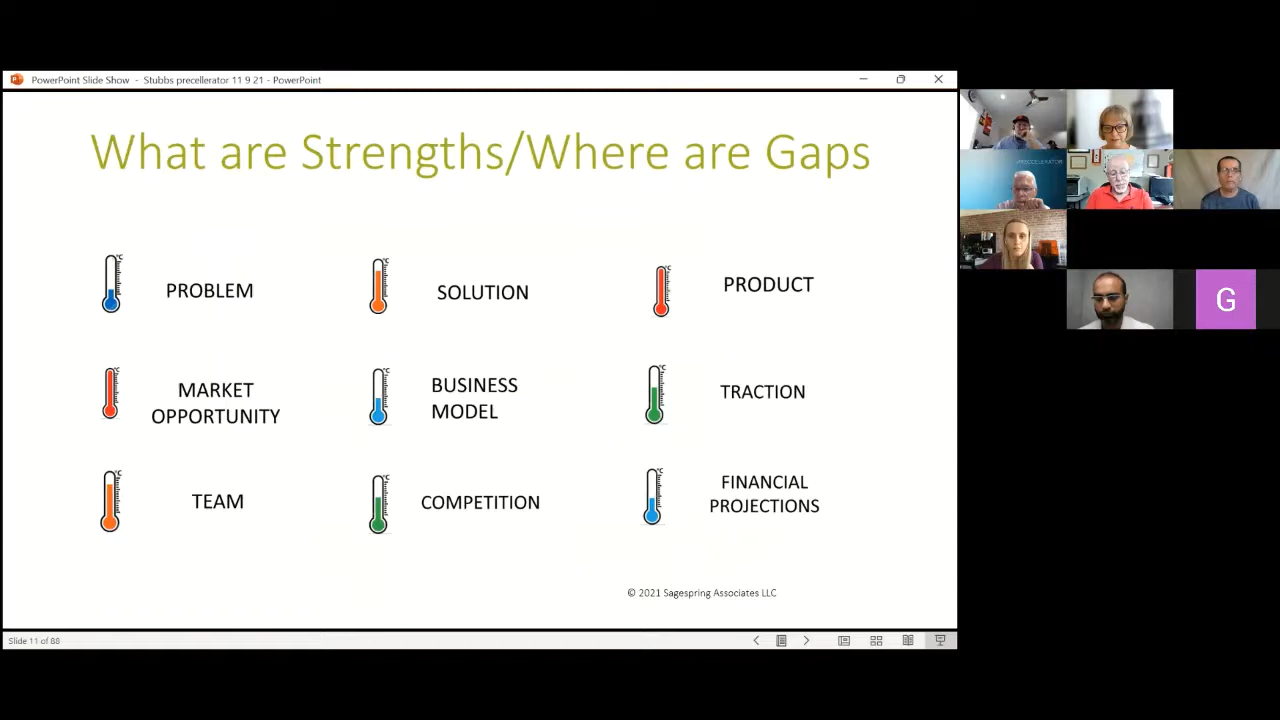 PowerPoint Slide Show - Stubbs precellerator 11 9 21 - PowerPoint
What are Strengths/Where are Gaps
°C PROBLEM
°C SOLUTION
°C PRODUCT
°C MARKET
OPPORTUNITY
°C BUSINESS
MODEL
°C TRACTION
°C TEAM
°C COMPETITION
°C FINANCIAL
PROJECTIONS
© 2021 Sagespring Associates LLC
Slide 11 of 88
G